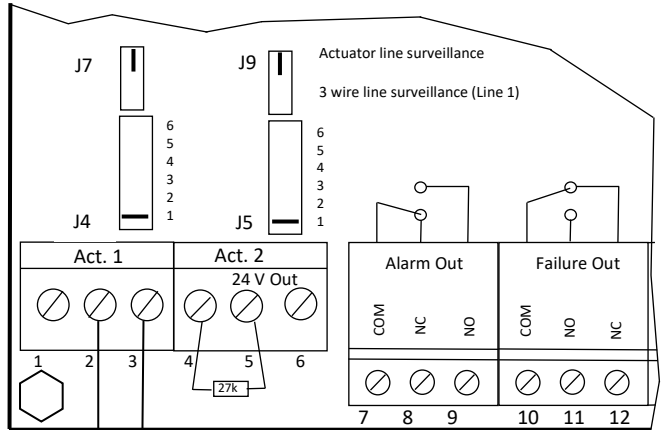 J7
J9
Actuator line surveillance
3 wire line surveillance (Line 1)
6
5
4
3
2
1
6
5
4
3
2
1
J4
J5
Act. 1
Act. 2
24 V Out
Alarm Out
Failure Out
COM
NC
NO
COM
NO
NC
1 2 3 4 5 6
27k
7 8 9 10 11 12